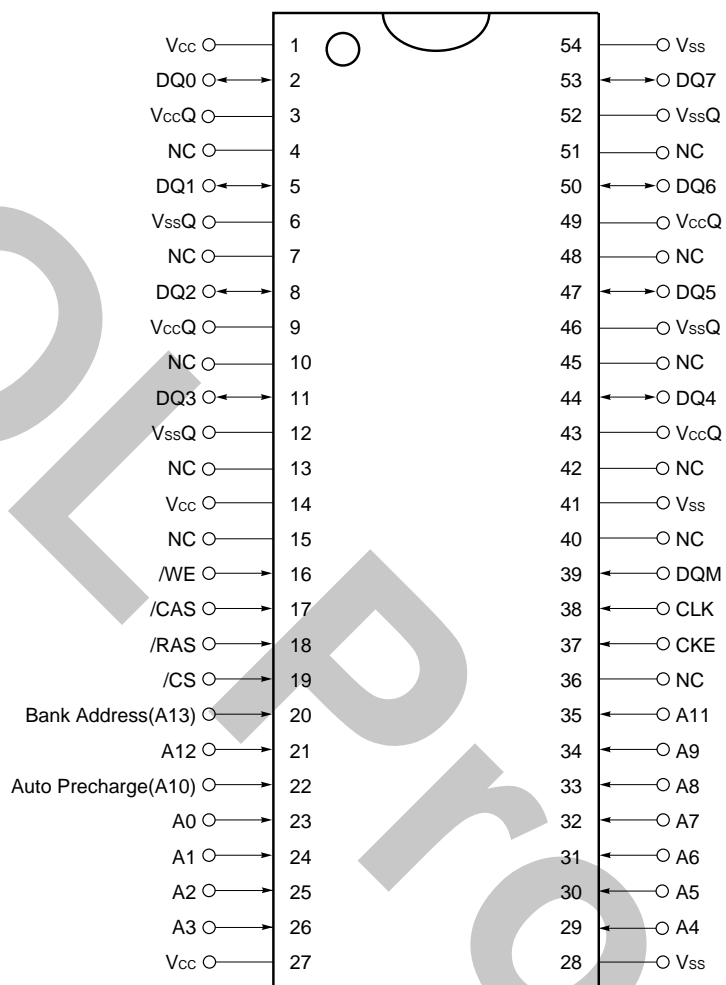 Vcc 1 54 Vss
DQ0 2 53 DQ7
VccQ 3 52 VssQ
NC 4 51 NC
DQ1 5 50 DQ6
VssQ 6 49 VccQ
NC 7 48 NC
DQ2 8 47 DQ5
VccQ 9 46 VssQ
NC 10 45 NC
DQ3 11 44 DQ4
VssQ 12 43 VccQ
NC 13 42 NC
Vcc 14 41 Vss
NC 15 40 NC
/WE 16 39 DQM
/CAS 17 38 CLK
/RAS 18 37 CKE
/CS 19 36 NC
Bank Address(A13) 20 35 A11
A12 21 34 A9
Auto Precharge(A10) 22 33 A8
A0 23 32 A7
A1 24 31 A6
A2 25 30 A5
A3 26 29 A4
Vcc 27 28 Vss
L Pro